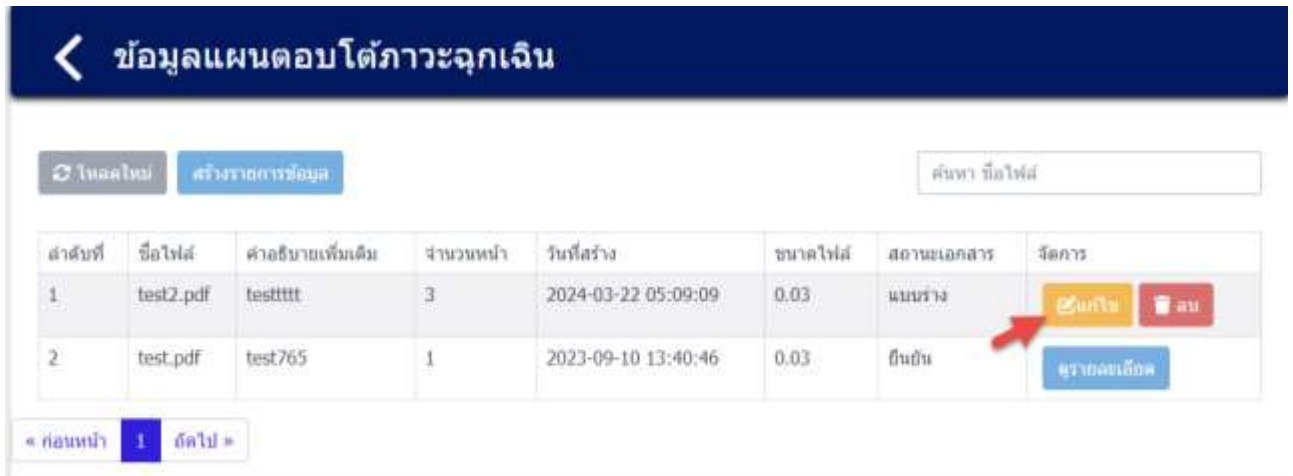 ข้อมูลแผนตอบโต้ภาวะฉุกเฉิน
โหลดใหม่ สร้างรายการข้อมูล ค้นหา ชื่อไฟล์
ลำดับที่ ชื่อไฟล์ คำอธิบายเพิ่มเติม จำนวนหน้า วันที่สร้าง ขนาดไฟล์ สถานะเอกสาร จัดการ
1 test2.pdf testtttt 3 2024-03-22 05:09:09 0.03 แบบร่าง แก้ไข ลบ
2 test.pdf test765 1 2023-09-10 13:40:46 0.03 ยืนยัน ดูรายละเอียด
« ก่อนหน้า 1 ถัดไป »